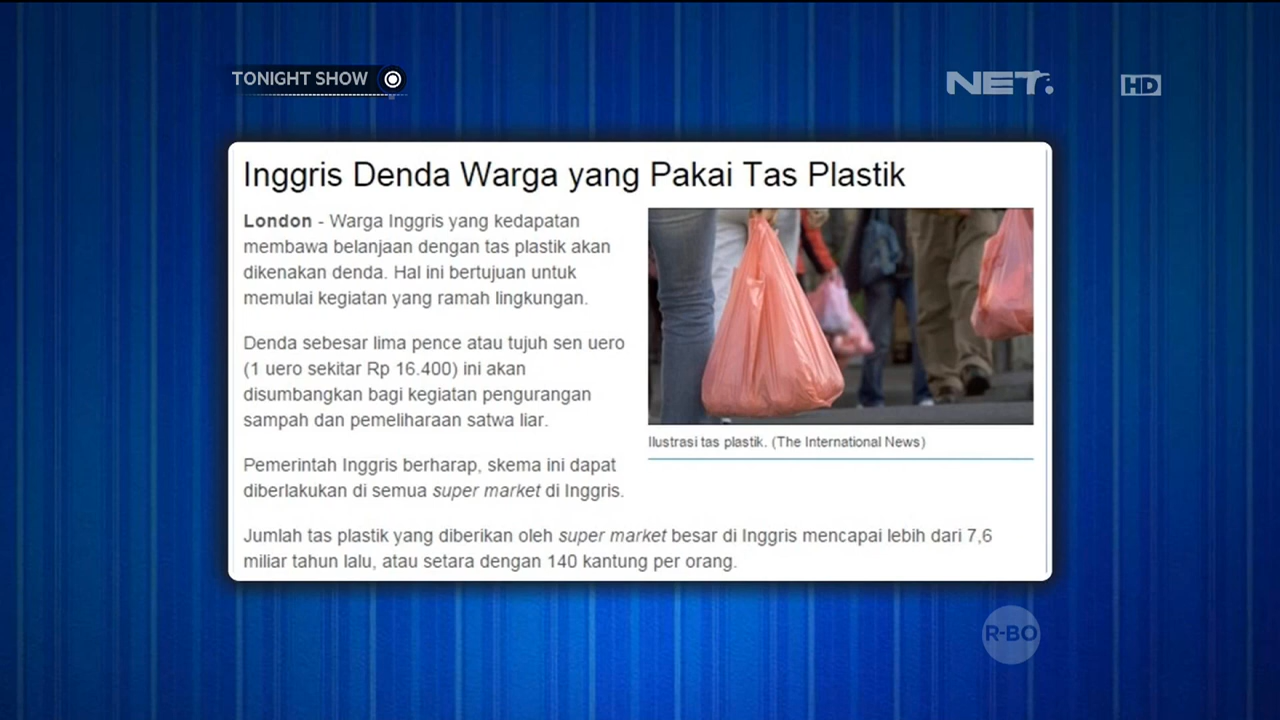 TONIGHT SHOW
NET.
HD
Inggris Denda Warga yang Pakai Tas Plastik
London - Warga Inggris yang kedapatan
membawa belanjaan dengan tas plastik akan
dikenakan denda. Hal ini bertujuan untuk
memulai kegiatan yang ramah lingkungan.
Denda sebesar lima pence atau tujuh sen uero
(1 uero sekitar Rp 16.400) ini akan
disumbangkan bagi kegiatan pengurangan
sampah dan pemeliharaan satwa liar.
Ilustrasi tas plastik. (The International News)
Pemerintah Inggris berharap, skema ini dapat
diberlakukan di semua super market di Inggris.
Jumlah tas plastik yang diberikan oleh super market besar di Inggris mencapai lebih dari 7,6
miliar tahun lalu, atau setara dengan 140 kantung per orang.
R-BO